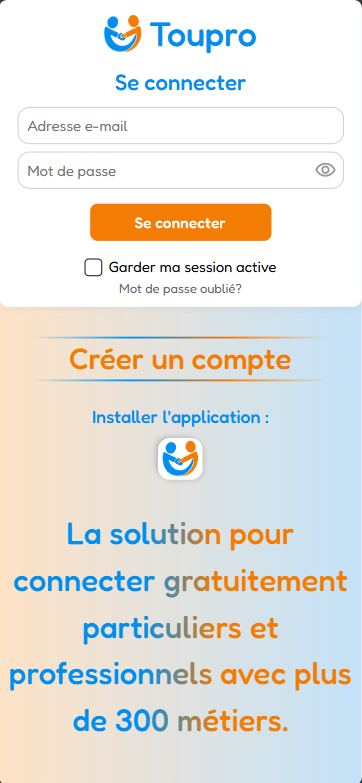 Toupro
Se connecter
Adresse e-mail
Mot de passe
Se connecter
Garder ma session active
Mot de passe oublié?
Créer un compte
Installer l'application :
La solution pour
connecter gratuitement
particuliers et
professionnels avec plus
de 300 métiers.